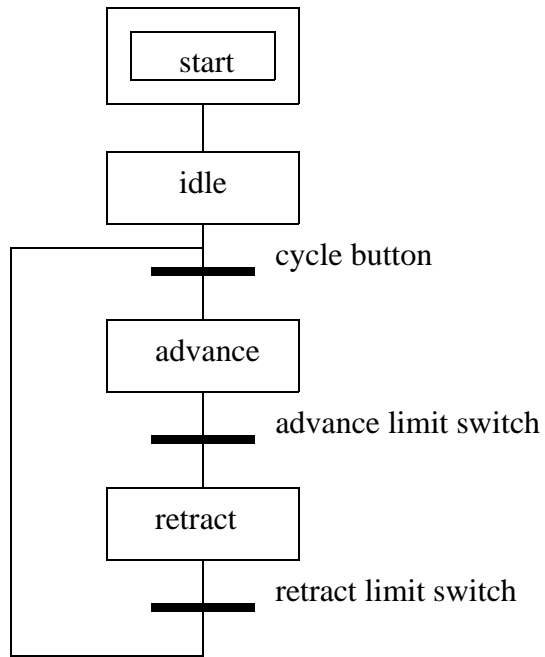 start
idle
cycle button
advance
advance limit switch
retract
retract limit switch